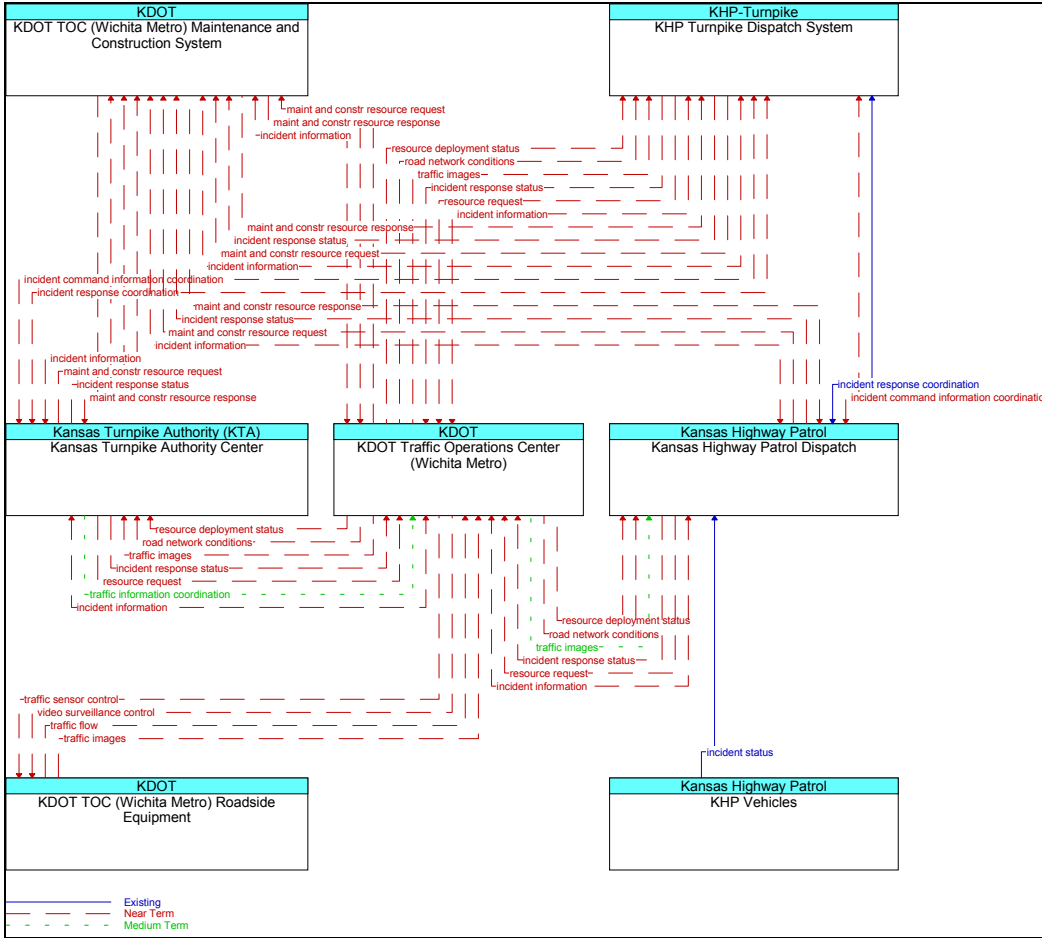 KDOT
KDOT TOC (Wichita Metro) Maintenance and
Construction System
KHP-Turnpike
KHP Turnpike Dispatch System
maint and constr resource request
maint and constr resource response
incident information
resource deployment status
road network conditions
traffic images
incident response status
resource request
incident information
maint and constr resource response
incident response status
maint and constr resource request
incident information
incident command information coordination
incident response coordination
maint and constr resource response
incident response status
maint and constr resource request
incident information
incident information
maint and constr resource request
incident response status
maint and constr resource response
incident response coordination
incident command information coordinatio
Kansas Turnpike Authority (KTA)
Kansas Turnpike Authority Center
KDOT
KDOT Traffic Operations Center
(Wichita Metro)
Kansas Highway Patrol
Kansas Highway Patrol Dispatch
resource deployment status
road network conditions
traffic images
incident response status
resource request
traffic information coordination
incident information
resource deployment status
road network conditions
traffic images
incident response status
resource request
incident information
traffic sensor control
video surveillance control
traffic flow
traffic images
incident status
KDOT
KDOT TOC (Wichita Metro) Roadside
Equipment
Kansas Highway Patrol
KHP Vehicles
Existing
Near Term
Medium Term